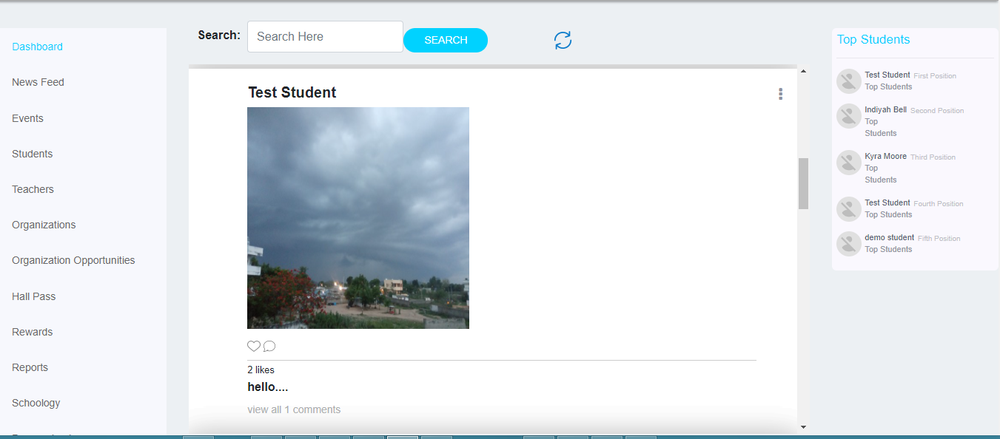 Search:
Search Here
SEARCH
Dashboard
News Feed
Events
Students
Teachers
Organizations
Organization Opportunities
Hall Pass
Rewards
Reports
Schoology
Test Student
2 likes
hello....
view all 1 comments
Top Students
Test Student First Position
Top Students
Indiyah Bell Second Position
Top
Students
Kyra Moore Third Position
Top
Students
Test Student Fourth Position
Top Students
demo student Fifth Position
Top Students